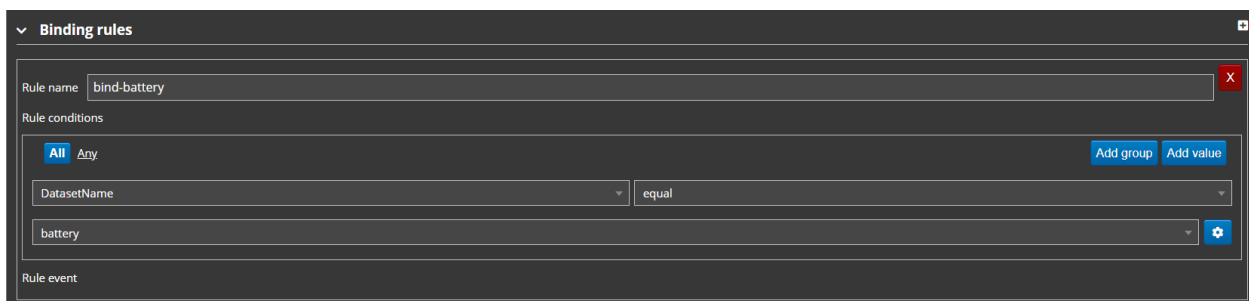 Binding rules
Rule name bind-battery X
Rule conditions
All Any Add group Add value
DatasetName equal
battery
Rule event